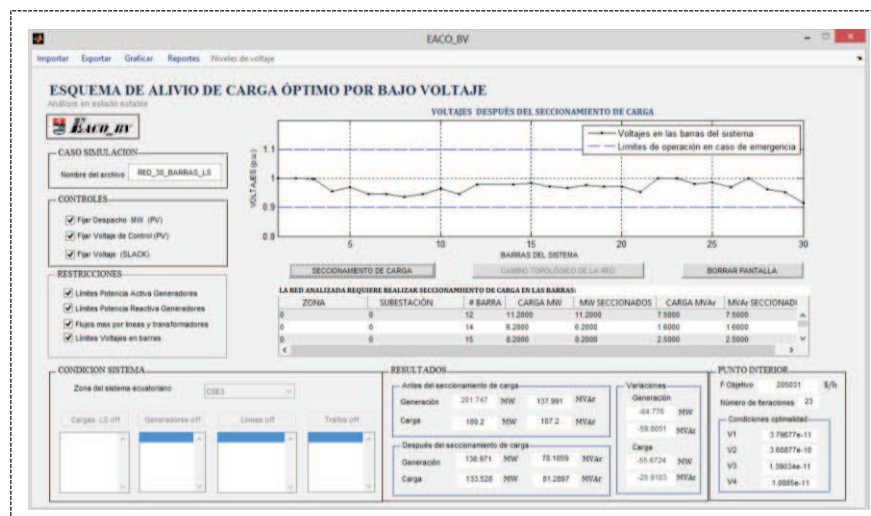 EACO_BV
Importar Exportar Graficar Reportes Niveles de voltaje
ESQUEMA DE ALIVIO DE CARGA ÓPTIMO POR BAJO VOLTAJE
Análisis en estado estable
EACO_BV
CASO SIMULACION
Nombre del archivo RED_30_BARRAS_LS
CONTROLES
Fijar Despacho MW (PV)
Fijar Voltaje de Control (PV)
Fijar Voltaje (SLACK)
RESTRICCIONES
Límites Potencia Activa Generadores
Límites Potencia Reactiva Generadores
Flujos max por líneas y transformadores
Límites Voltajes en barras
VOLTAJES DESPUÉS DEL SECCIONAMIENTO DE CARGA
Voltajes en las barras del sistema
Límites de operación en caso de emergencia
VOLTAJES (p.u.)
1.1
1
0.9
0.8
5 10 15 20 25 30
BARRAS DEL SISTEMA
SECCIONAMIENTO DE CARGA CAMBIO TOPOLÓGICO DE LA RED BORRAR PANTALLA
LA RED ANALIZADA REQUIERE REALIZAR SECCIONAMIENTO DE CARGA EN LAS BARRAS:
ZONA SUBESTACIÓN # BARRA CARGA MW MW SECCIONADOS CARGA MVAr MVAr SECCIONADI
0 0 12 11.2000 11.2000 7.5000 7.5000
0 0 14 6.2000 6.2000 1.6000 1.6000
0 0 15 8.2000 8.2000 2.5000 2.5000
CONDICION SISTEMA
Zona del sistema ecuatoriano
Cargas LS off Generadores off Lineas off Trafos off
RESULTADOS
Antes del seccionamiento de carga
Generación 201.747 MW 137.991 MVAr
Carga 189.2 MW 107.2 MVAr
Después del seccionamiento de carga
Generación 136.971 MW 78.1859 MVAr
Carga 133.528 MW 81.2897 MVAr
Variaciones
Generación
-64.776 MW
-59.8051 MVAr
Carga
-55.6724 MW
-25.9103 MVAr
PUNTO INTERIOR
F Objetivo 205031 $/h
Número de Iteraciones 23
Condiciones optimalidad
V1 3.79677e-11
V2 3.60877e-10
V3 1.39034e-11
V4 1.0885e-11